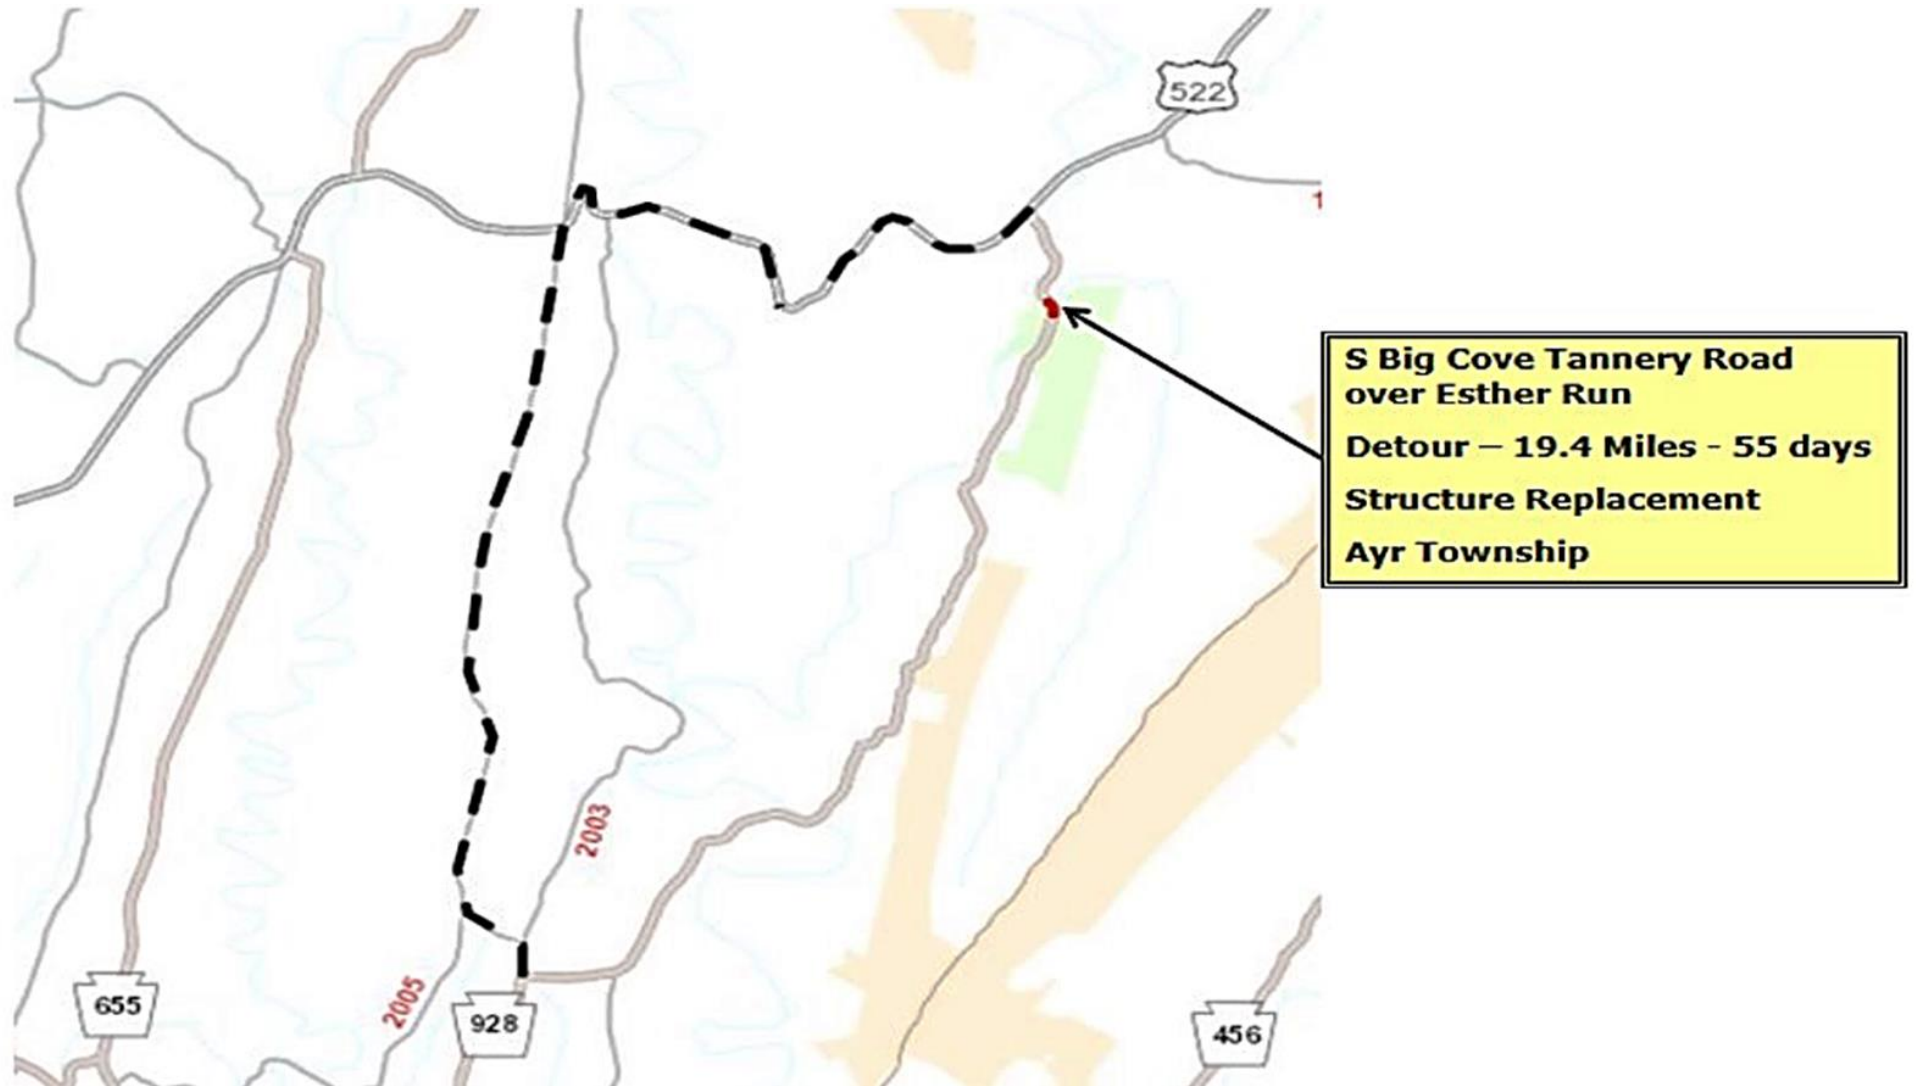 522
1
S Big Cove Tannery Road
over Esther Run
Detour – 19.4 Miles - 55 days
Structure Replacement
Ayr Township
2003
2005
655
928
456